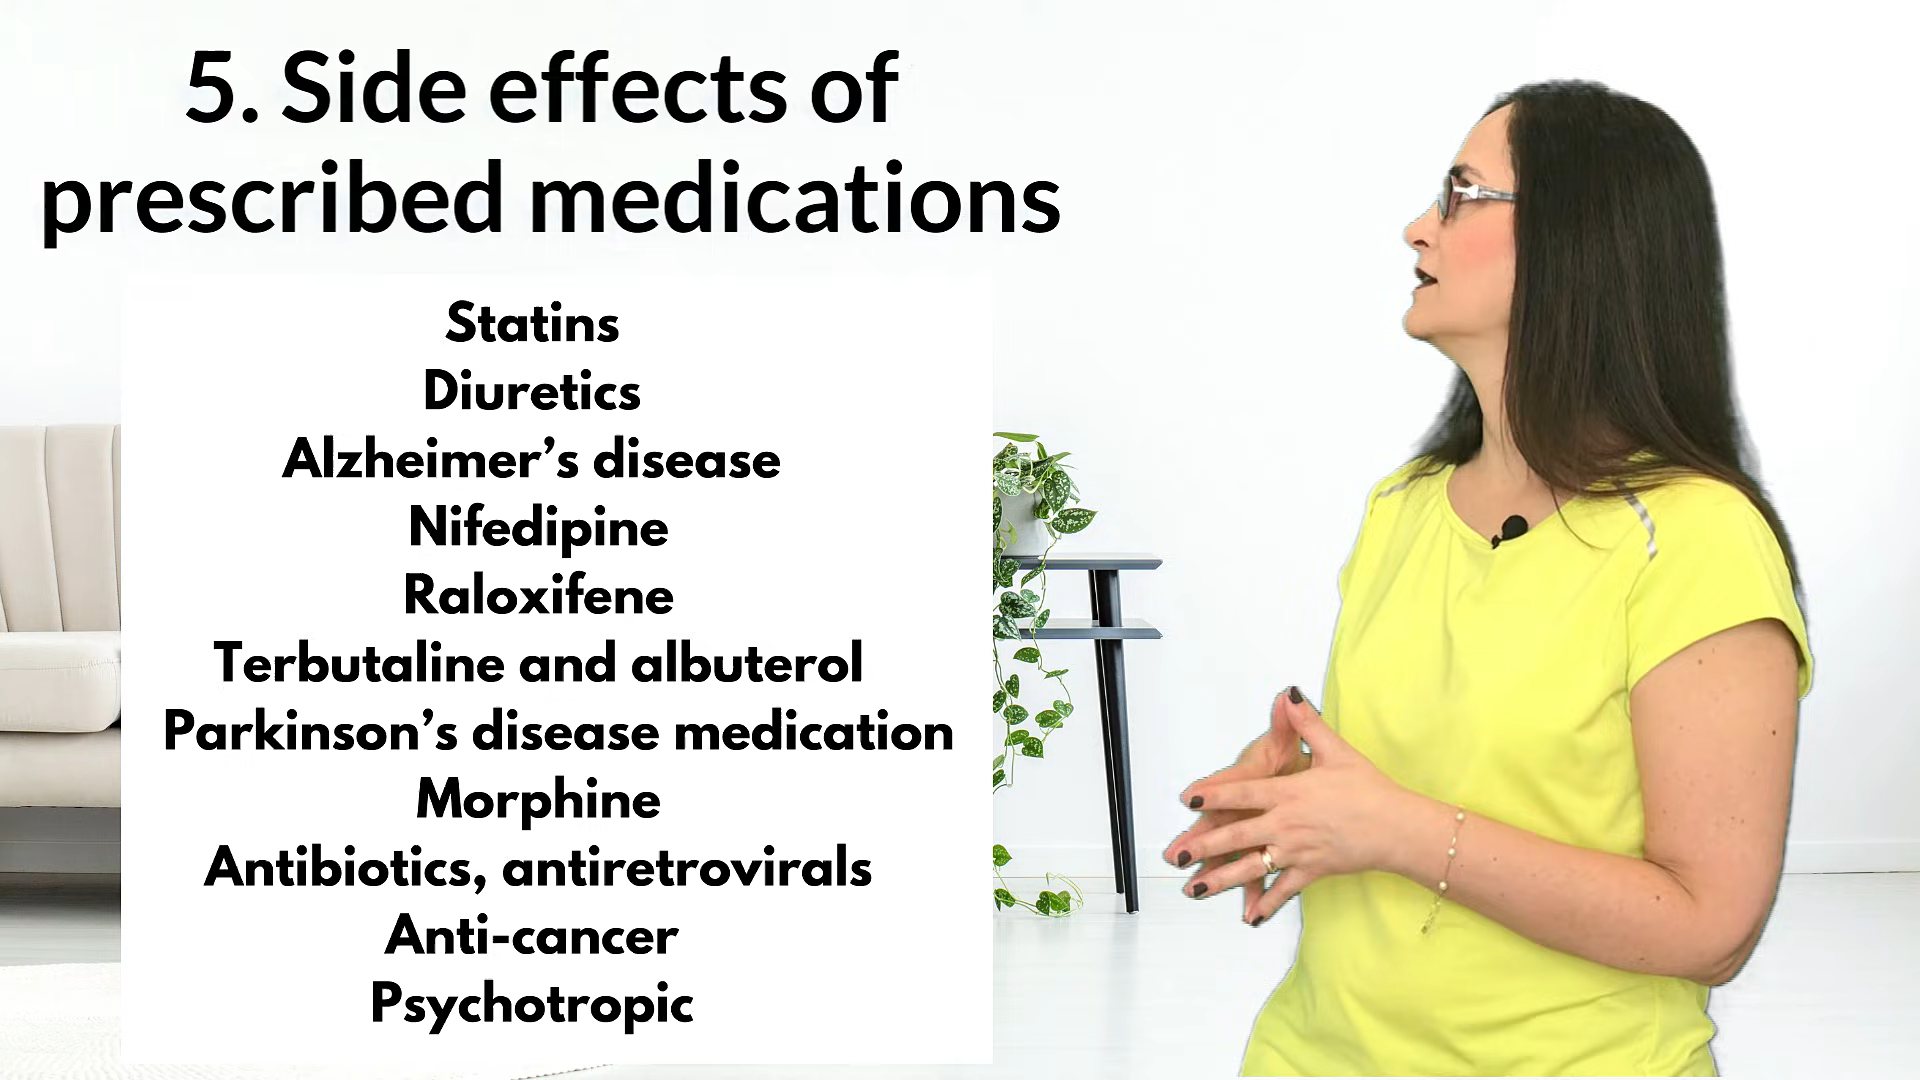 5. Side effects of
prescribed medications
Statins
Diuretics
Alzheimer’s disease
Nifedipine
Raloxifene
Terbutaline and albuterol
Parkinson’s disease medication
Morphine
Antibiotics, antiretrovirals
Anti-cancer
Psychotropic